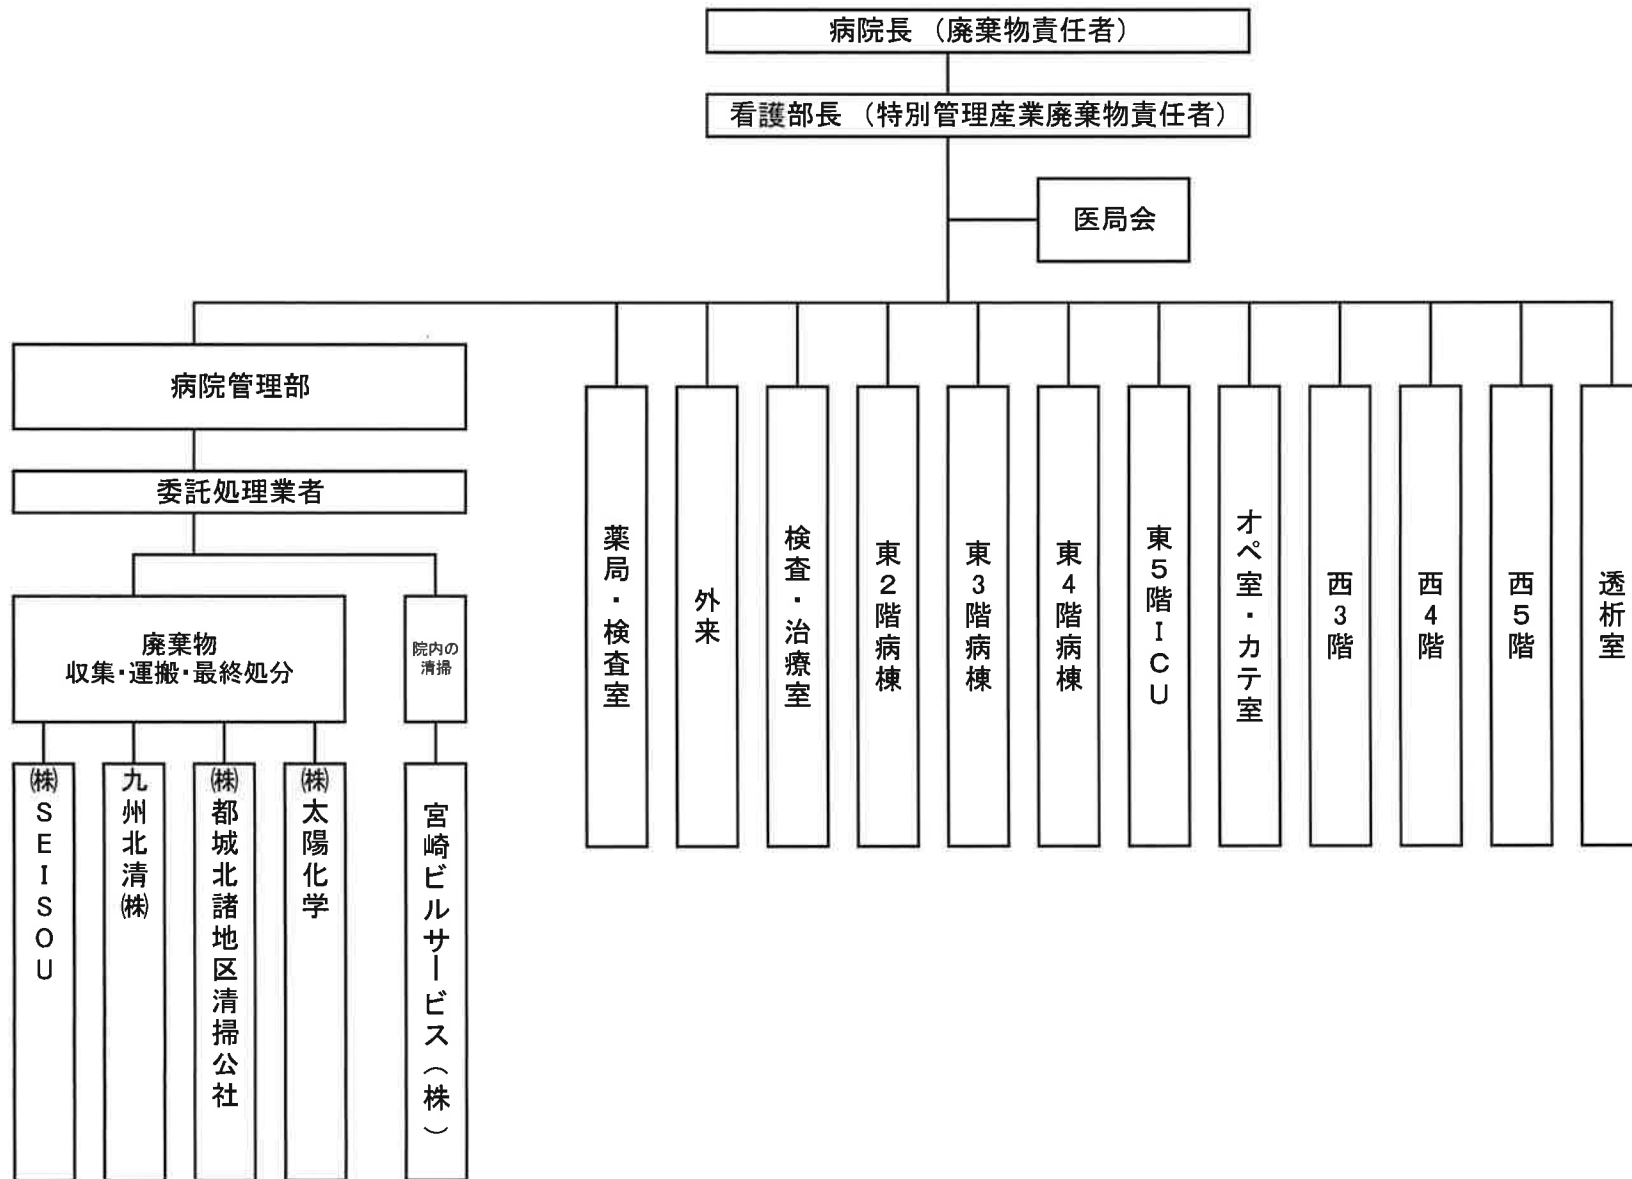 病院長 （廃棄物責任者）
看護部長 （特別管理産業廃棄物責任者）
医局会
病院管理部
委託処理業者
廃棄物
収集・運搬・最終処分
院内の
清掃
㈱SEISOU
九州北清㈱
㈱都城北諸地区清掃公社
㈱太陽化学
宮崎ビルサービス（株）
薬局・検査室
外来
検査・治療室
東２階病棟
東３階病棟
東４階病棟
東５階ICU
オペ室・カテ室
西３階
西４階
西５階
透析室